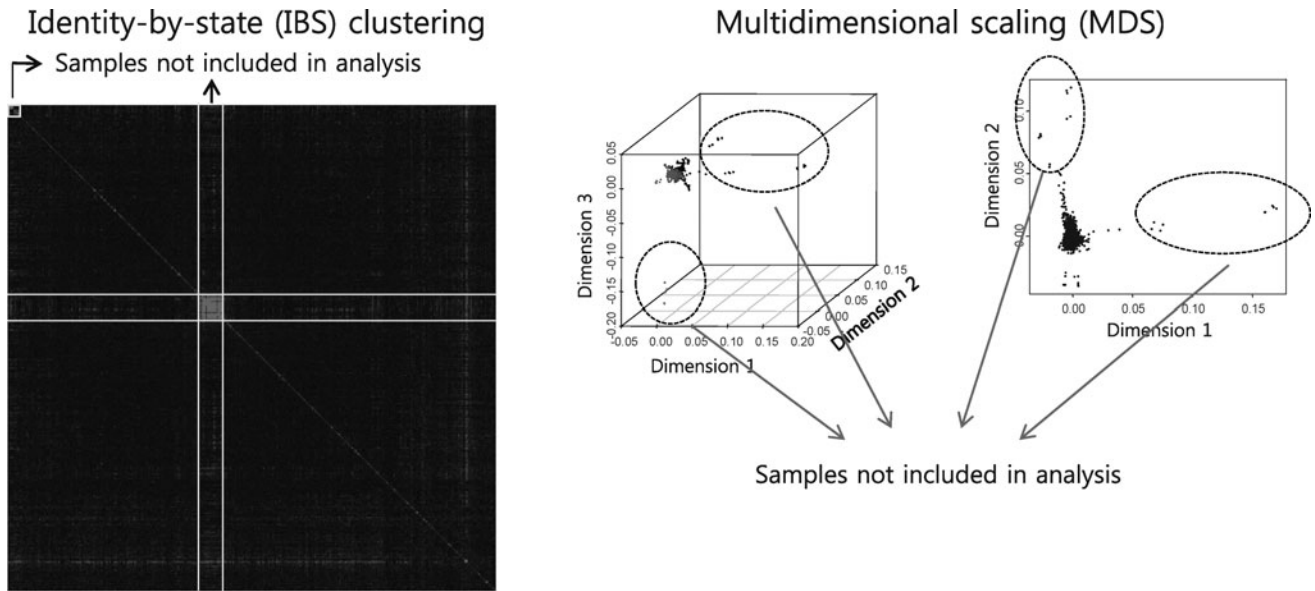 Identity-by-state (IBS) clustering
Samples not included in analysis
Multidimensional scaling (MDS)
Dimension 3
0.05
0.00
-0.05
-0.10
-0.15
-0.20
-0.05 0.00 0.05 0.10 0.15 0.20
Dimension 1
-0.05
0.00
0.05
0.10
0.15
Dimension 2
Dimension 2
0.10
0.05
0.00
0.00 0.05 0.10 0.15
Dimension 1
Samples not included in analysis